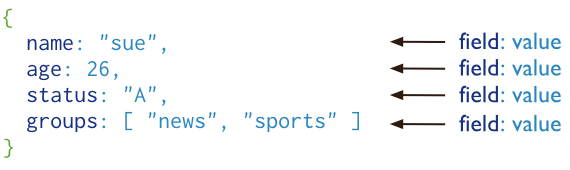 {
name: "sue", field: value
age: 26, field: value
status: "A", field: value
groups: [ "news", "sports" ] field: value
}